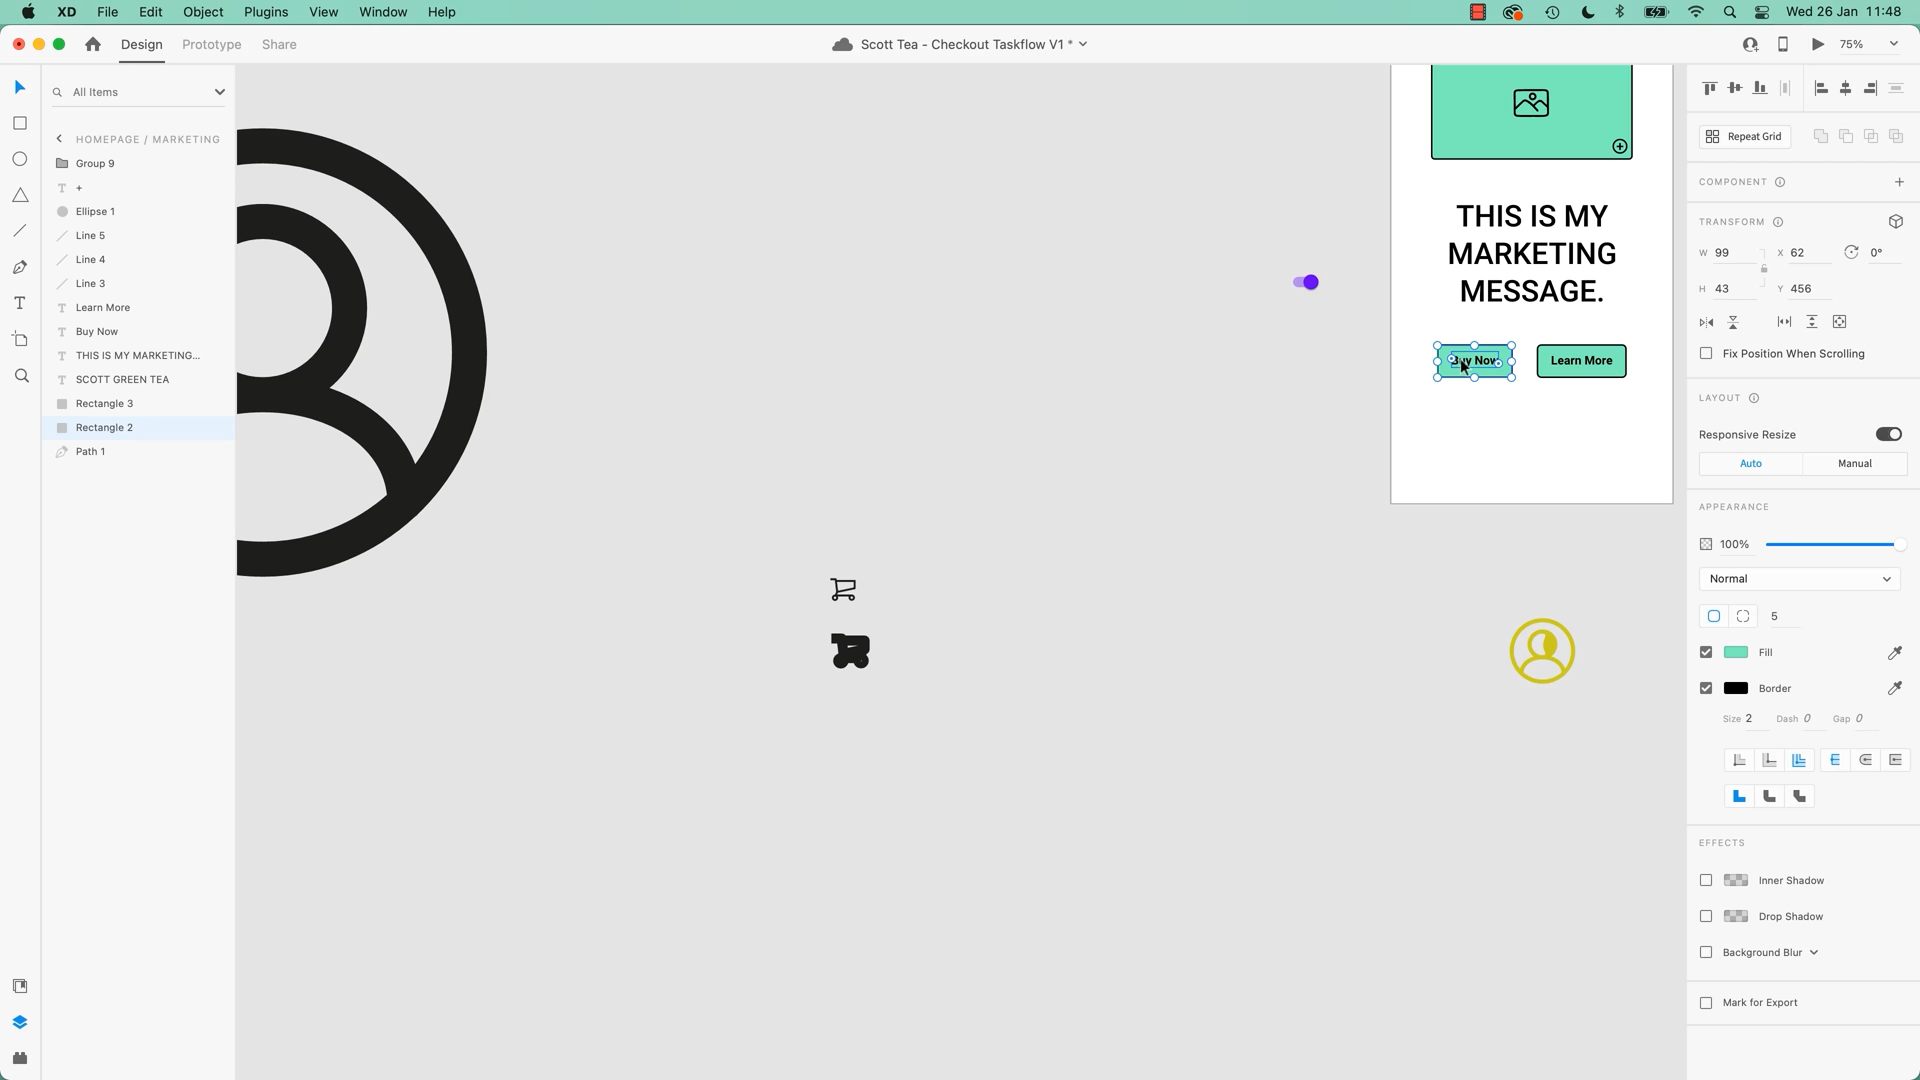 XD File Edit Object Plugins View Window Help
Wed 26 Jan 11:48
Design Prototype Share
Scott Tea - Checkout Taskflow V1 *
75%
All Items
HOMEPAGE / MARKETING
Group 9
+
Ellipse 1
Line 5
Line 4
Line 3
Learn More
Buy Now
THIS IS MY MARKETING...
SCOTT GREEN TEA
Rectangle 3
Rectangle 2
Path 1
THIS IS MY
MARKETING
MESSAGE.
Buy Now
Learn More
Repeat Grid
COMPONENT
TRANSFORM
W 99 X 62 0°
H 43 Y 456
Fix Position When Scrolling
LAYOUT
Responsive Resize
Auto Manual
APPEARANCE
100%
Normal
5
Fill
Border
Size 2 Dash 0 Gap 0
EFFECTS
Inner Shadow
Drop Shadow
Background Blur
Mark for Export